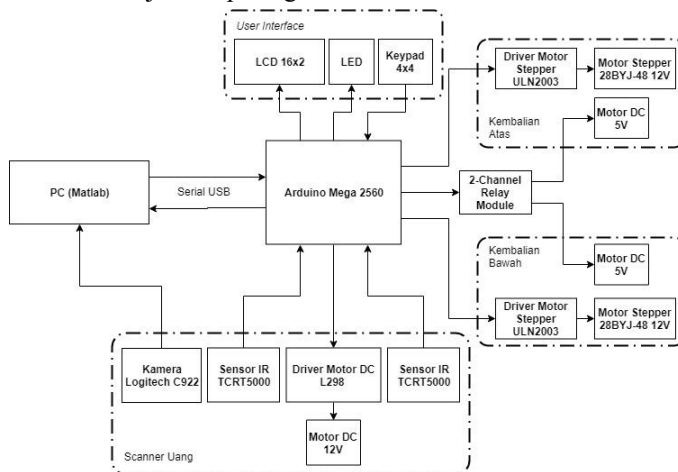 User Interface
LCD 16x2
LED
Keypad
4x4
Driver Motor
Stepper
ULN2003
Motor Stepper
28BYJ-48 12V
Kembalian
Atas
Motor DC
5V
PC (Matlab)
Serial USB
Arduino Mega 2560
2-Channel
Relay
Module
Kembalian
Bawah
Motor DC
5V
Driver Motor
Stepper
ULN2003
Motor Stepper
28BYJ-48 12V
Kamera
Logitech C922
Sensor IR
TCRT5000
Driver Motor DC
L298
Sensor IR
TCRT5000
Motor DC
12V
Scanner Uang